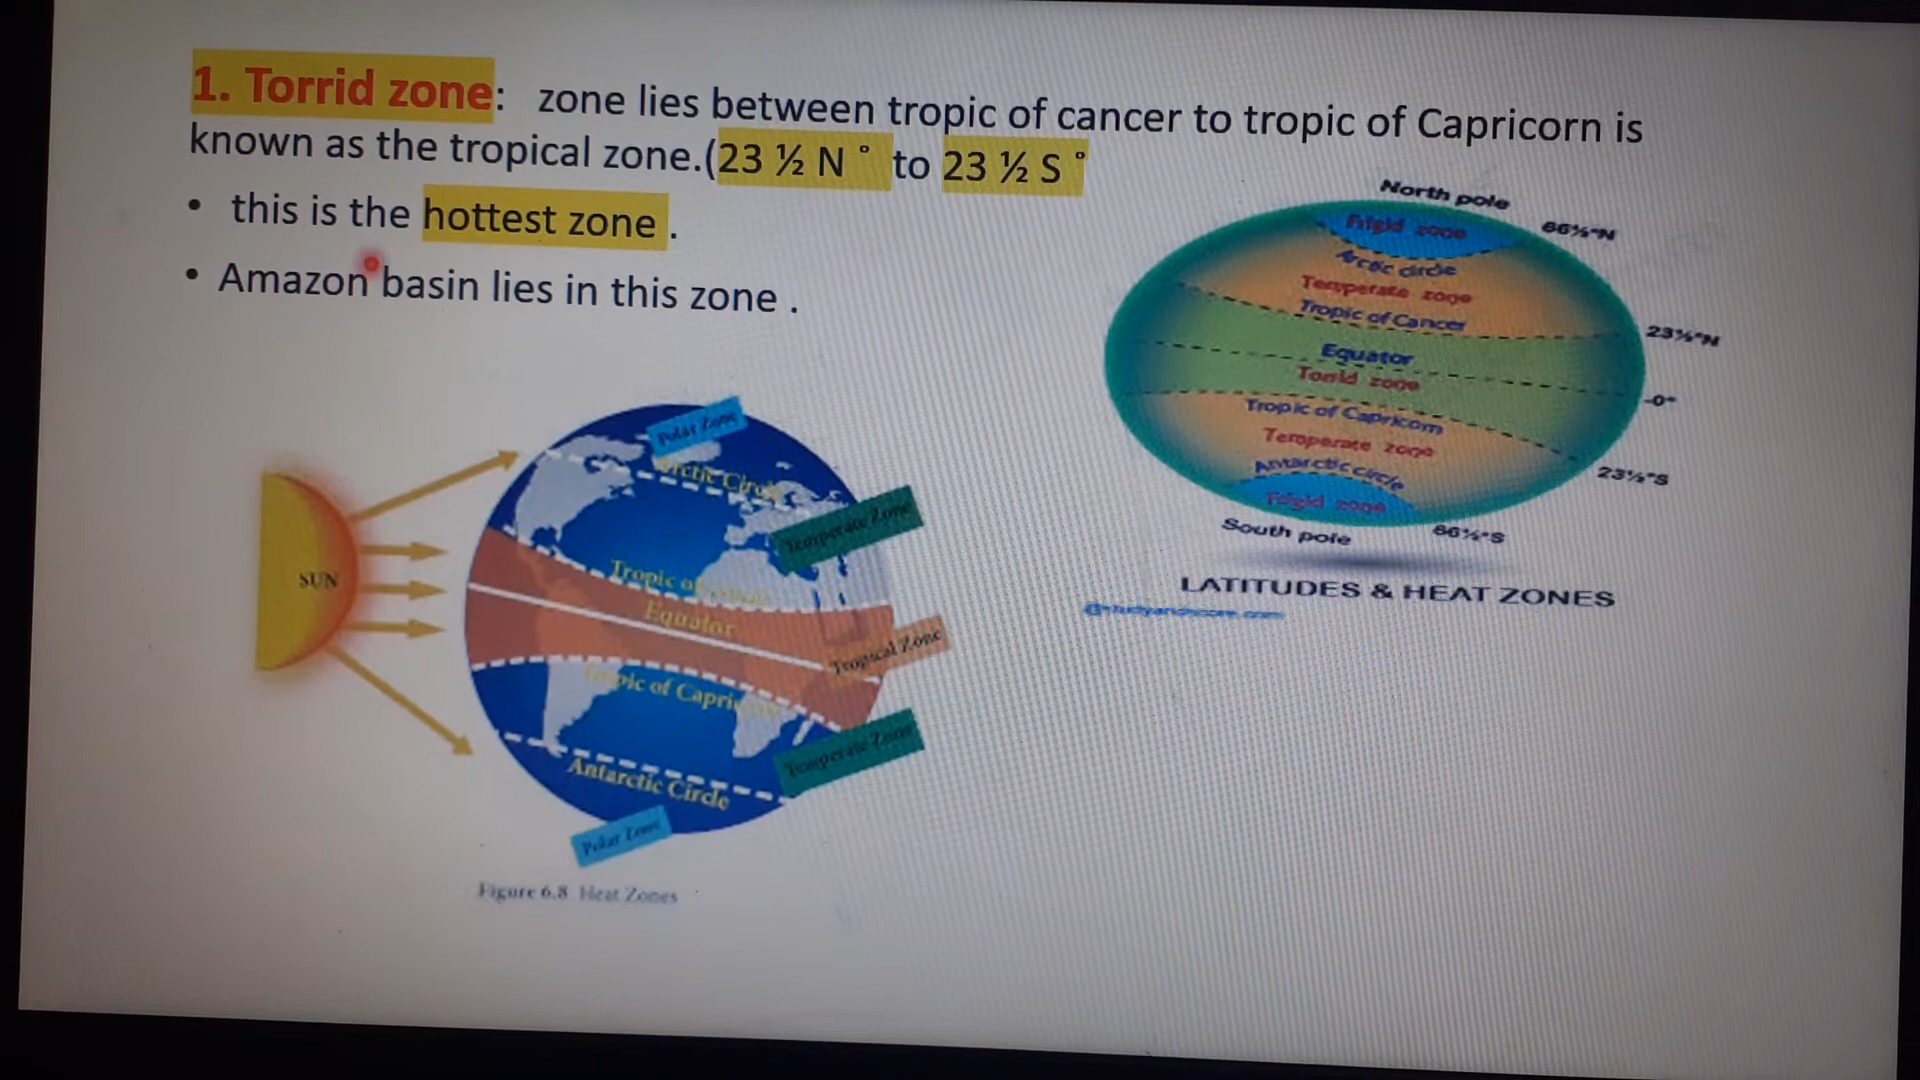 1. Torrid zone: zone lies between tropic of cancer to tropic of Capricorn is
known as the tropical zone.(23 ½ N ° to 23 ½ S °
• this is the hottest zone .
• Amazon basin lies in this zone .
North pole
66½°N
Frigid zone
Arctic circle
Temperate zone
Tropic of Cancer
23½°N
Equator
0°
Torrid zone
Tropic of Capricorn
Temperate zone
23½°S
Antarctic circle
Frigid zone
66½°S
South pole
LATITUDES & HEAT ZONES
SUN
Polar Zone
Arctic Circle
Temperate Zone
Tropic of
Equator
Tropical Zone
Tropic of Capricorn
Temperate Zone
Antarctic Circle
Polar Zone
Figure 6.8 Heat Zones